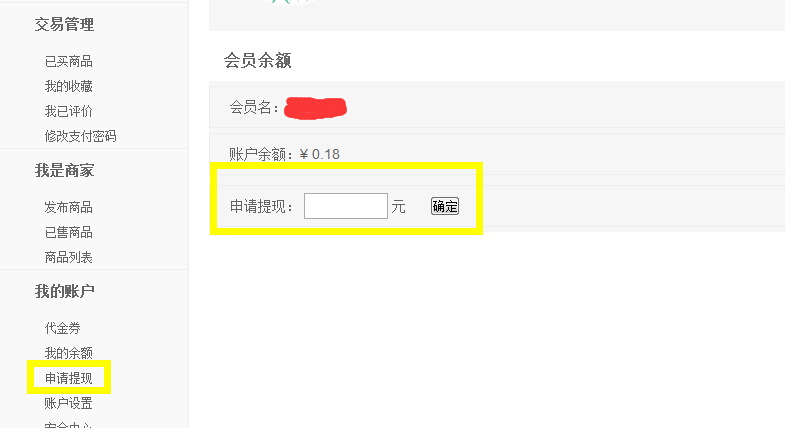 交易管理
已买商品
我的收藏
我已评价
修改支付密码
我是商家
发布商品
已售商品
商品列表
我的账户
代金券
我的余额
申请提现
账户设置
安全中心
会员余额
会员名：
账户余额：¥ 0.18
申请提现： 元 确定